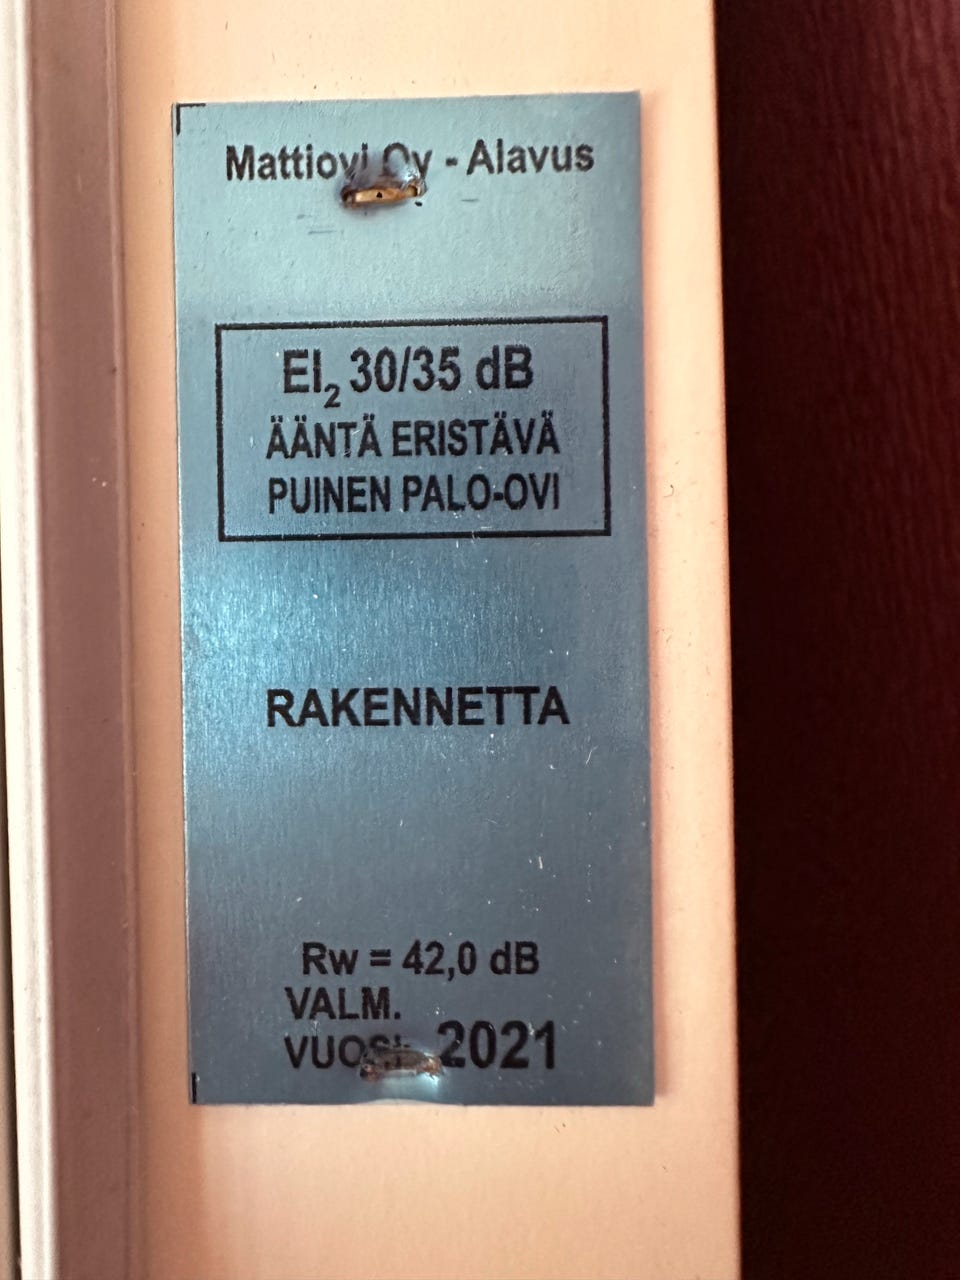 Mattiovi Oy - Alavus
EI₂ 30/35 dB
ÄÄNTÄ ERISTÄVÄ
PUINEN PALO-OVI
RAKENNETTA
Rw = 42,0 dB
VALM.
VUOSI: 2021